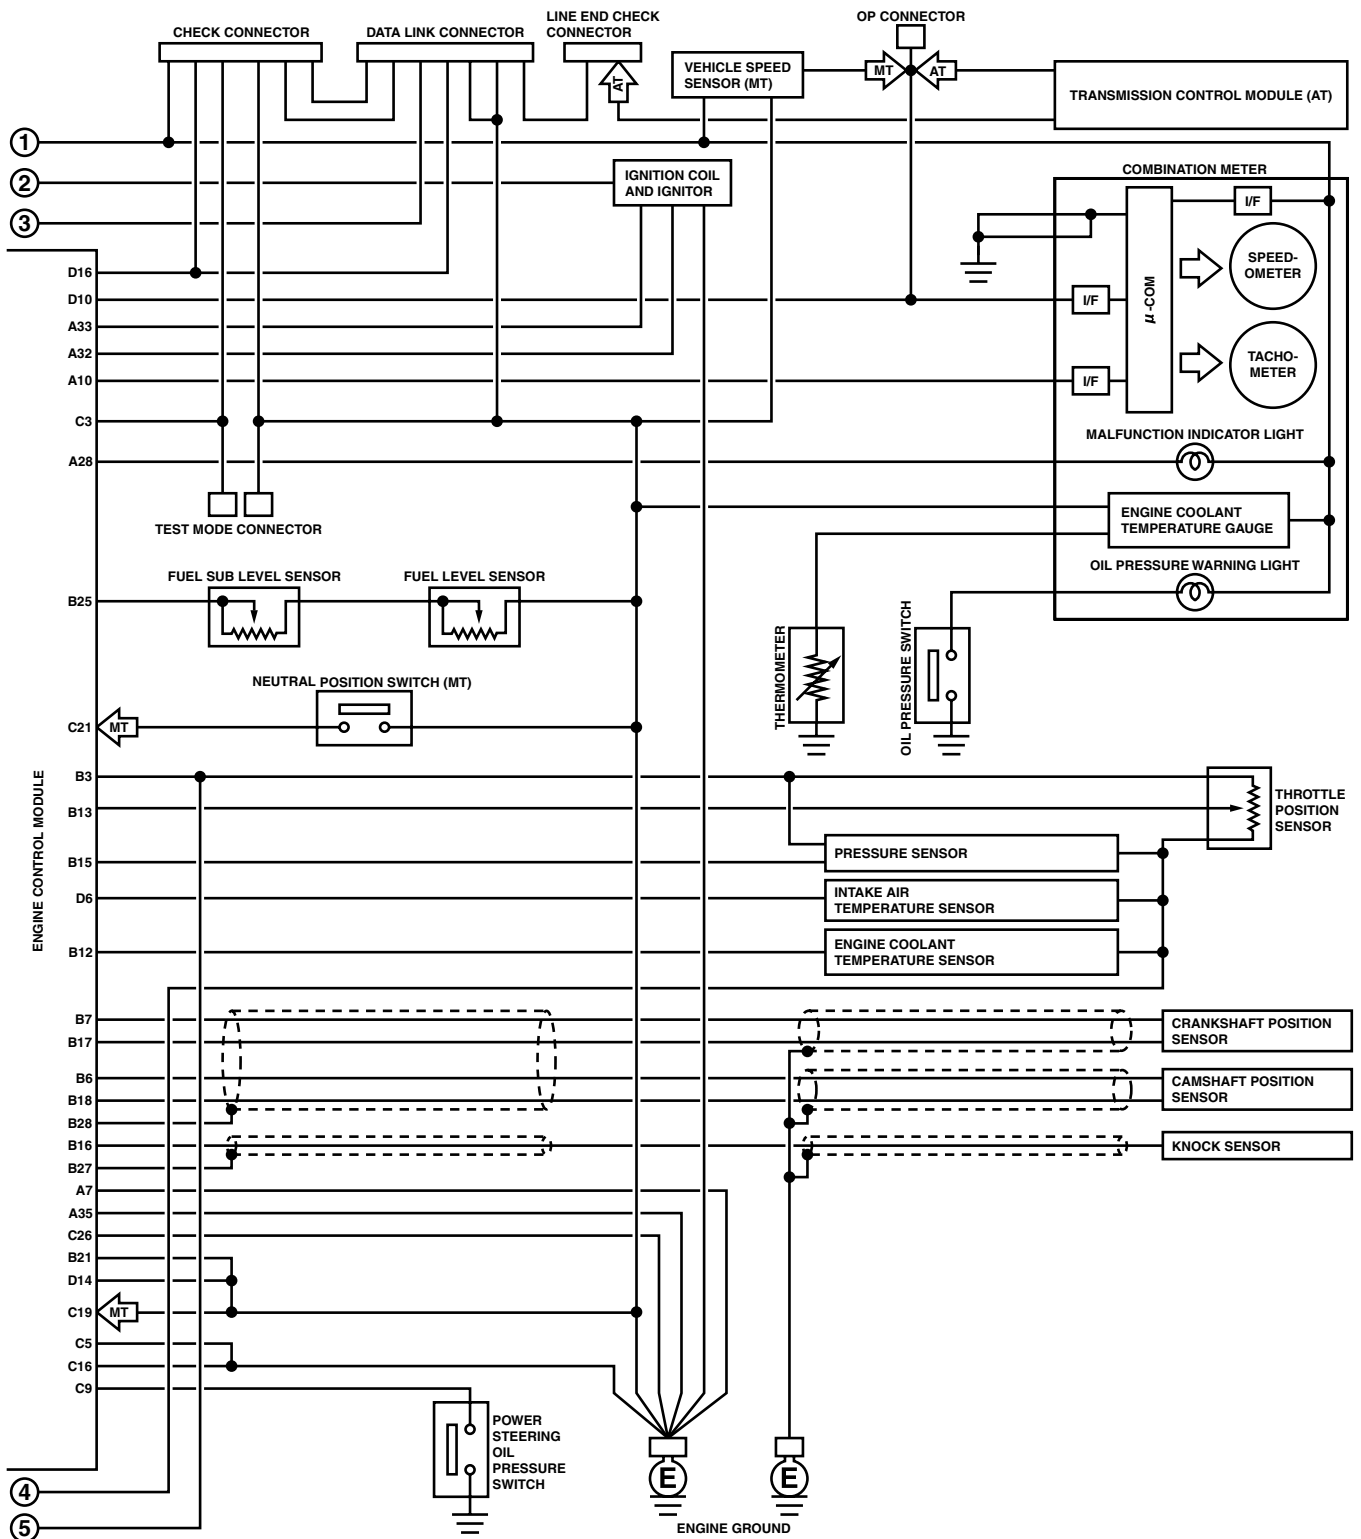 LINE END CHECK
CONNECTOR
OP CONNECTOR
CHECK CONNECTOR
DATA LINK CONNECTOR
AT
VEHICLE SPEED
SENSOR (MT)
MT
AT
TRANSMISSION CONTROL MODULE (AT)
1
2
3
IGNITION COIL
AND IGNITOR
COMBINATION METER
I/F
SPEED-
OMETER
I/F
µ-COM
TACHO-
METER
I/F
MALFUNCTION INDICATOR LIGHT
ENGINE COOLANT
TEMPERATURE GAUGE
OIL PRESSURE WARNING LIGHT
D16
D10
A33
A32
A10
C3
A28
TEST MODE CONNECTOR
FUEL SUB LEVEL SENSOR
FUEL LEVEL SENSOR
B25
THERMOMETER
OIL PRESSURE SWITCH
NEUTRAL POSITION SWITCH (MT)
C21
MT
ENGINE CONTROL MODULE
B3
B13
THROTTLE
POSITION
SENSOR
B15
PRESSURE SENSOR
D6
INTAKE AIR
TEMPERATURE SENSOR
B12
ENGINE COOLANT
TEMPERATURE SENSOR
B7
B17
CRANKSHAFT POSITION
SENSOR
B6
B18
CAMSHAFT POSITION
SENSOR
B28
B16
KNOCK SENSOR
B27
A7
A35
C26
B21
D14
C19
MT
C5
C16
C9
POWER
STEERING
OIL
PRESSURE
SWITCH
E
E
ENGINE GROUND
4
5